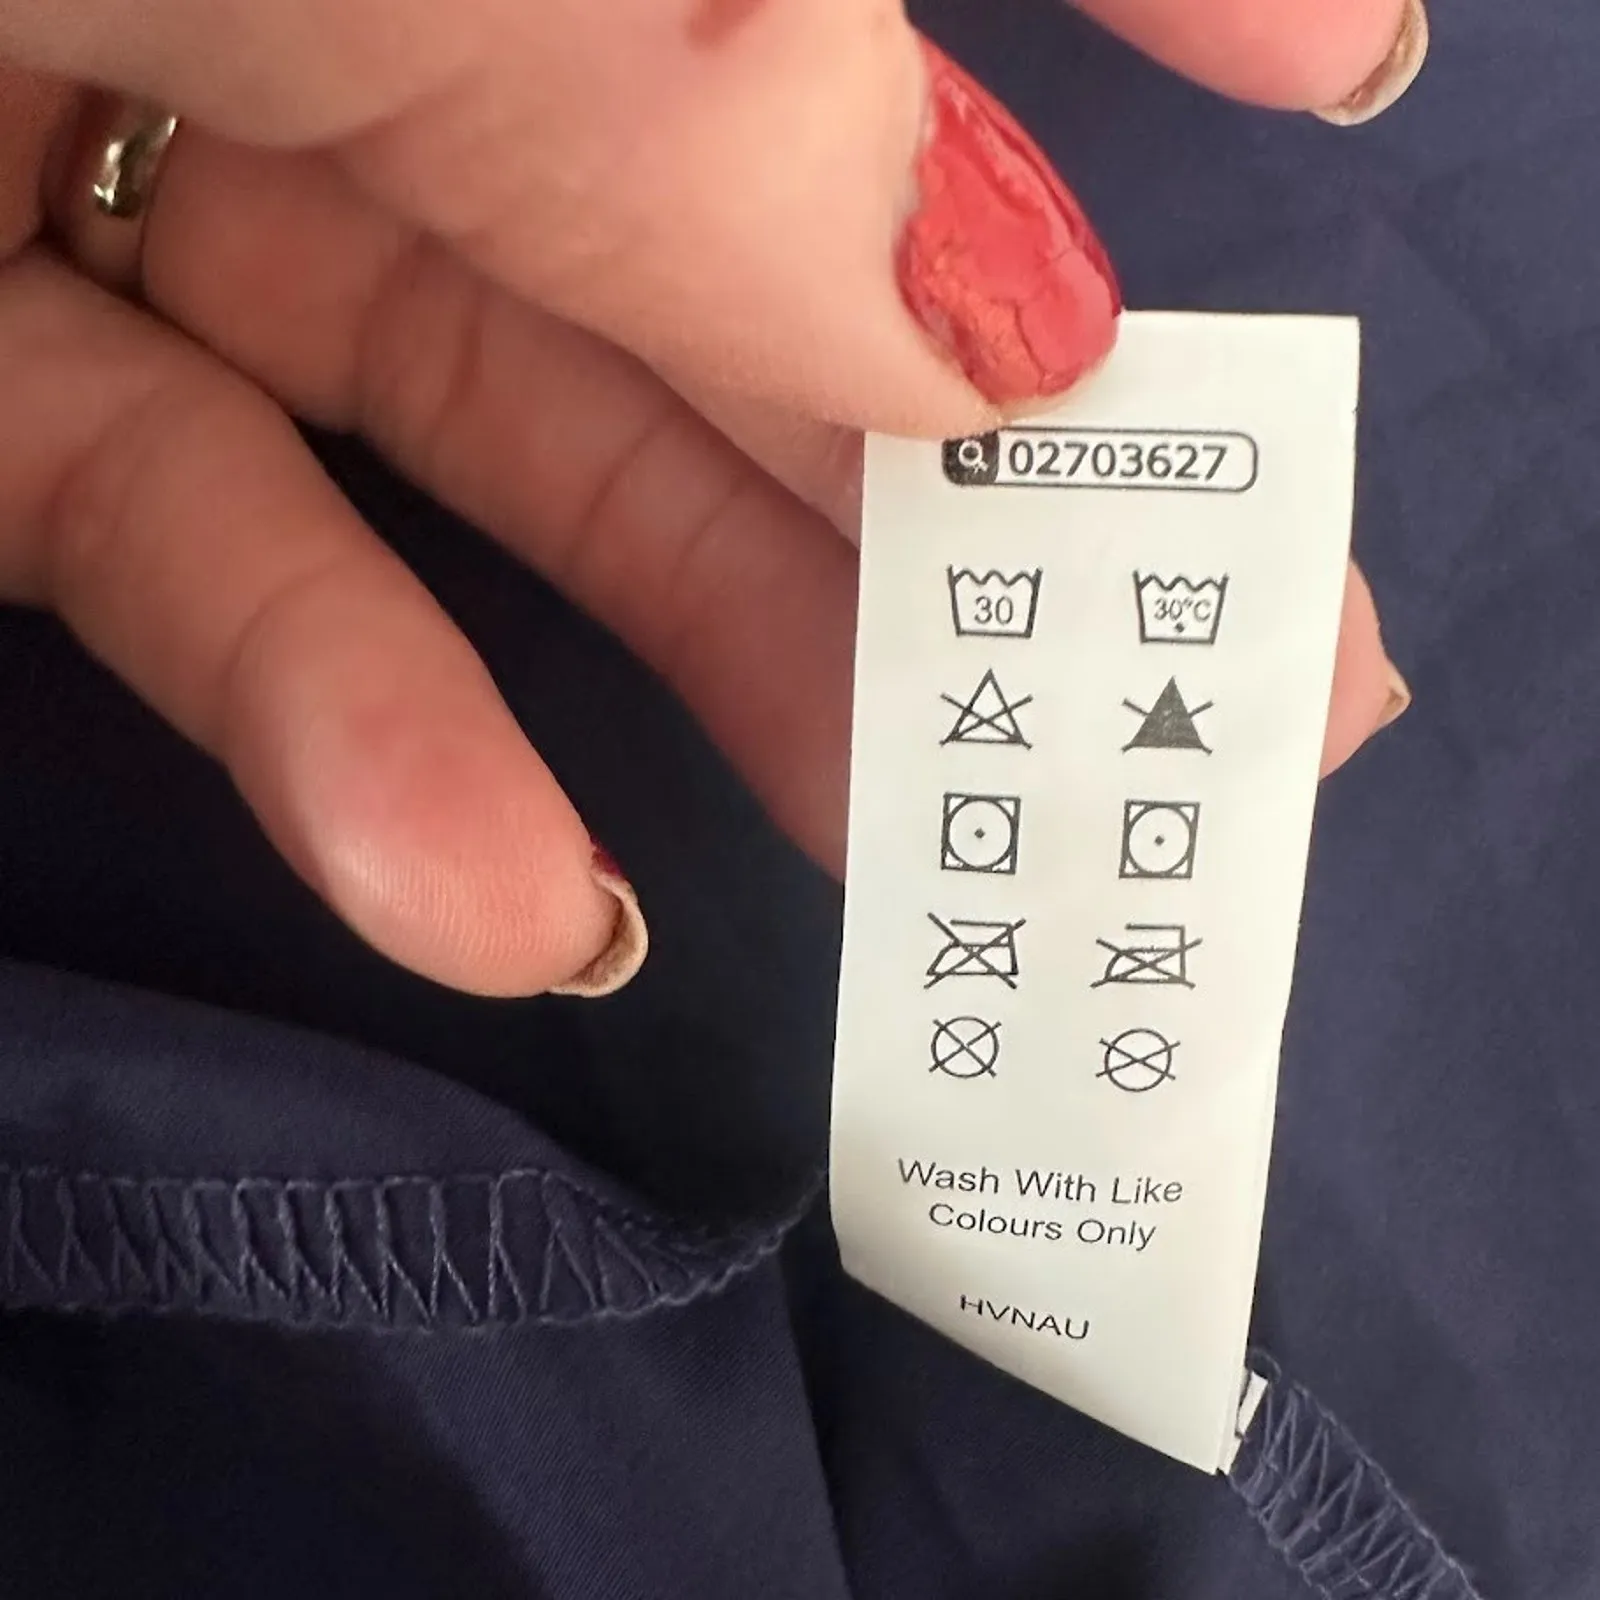 02703627
30 30°C
Wash With Like
Colours Only
HVNAU